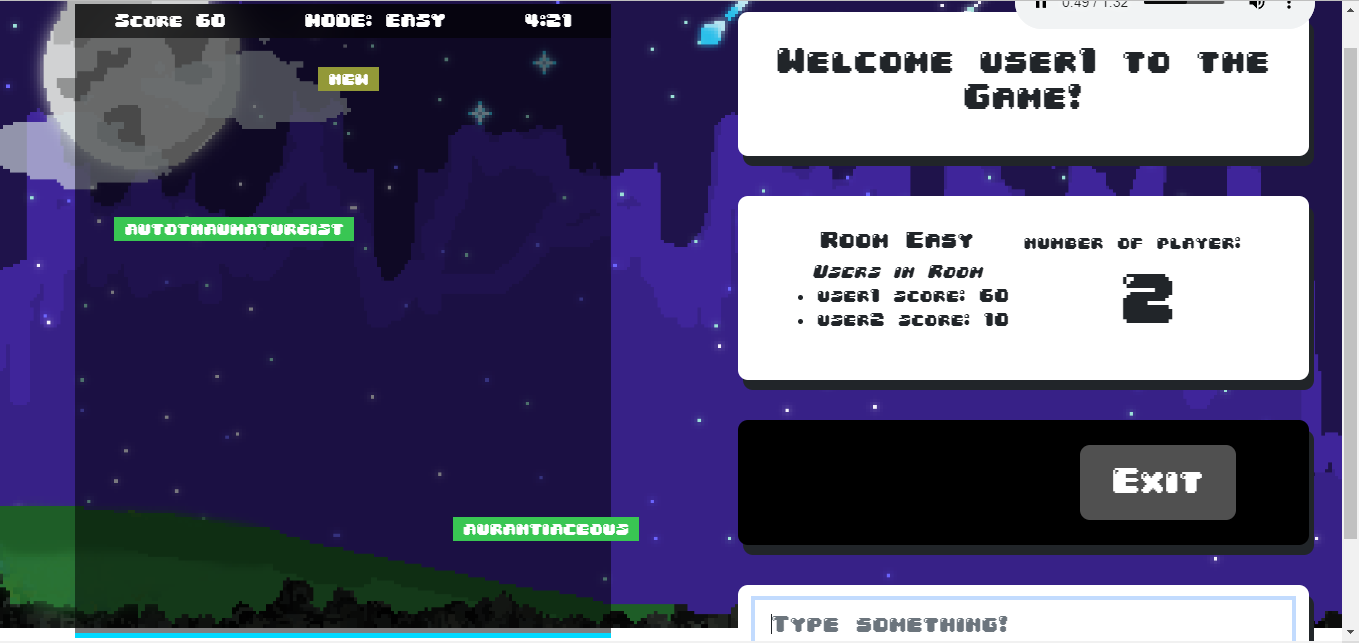 Score 60 MODE: EASY 4:21
0:49 / 1:32
NEW
Welcome user1 to the
Game!
AUTOTHAUMATURGIST
Room Easy
Users in Room
user1 score: 60
user2 score: 10
number of player:
2
Exit
AURANTIACEOUS
Type something!